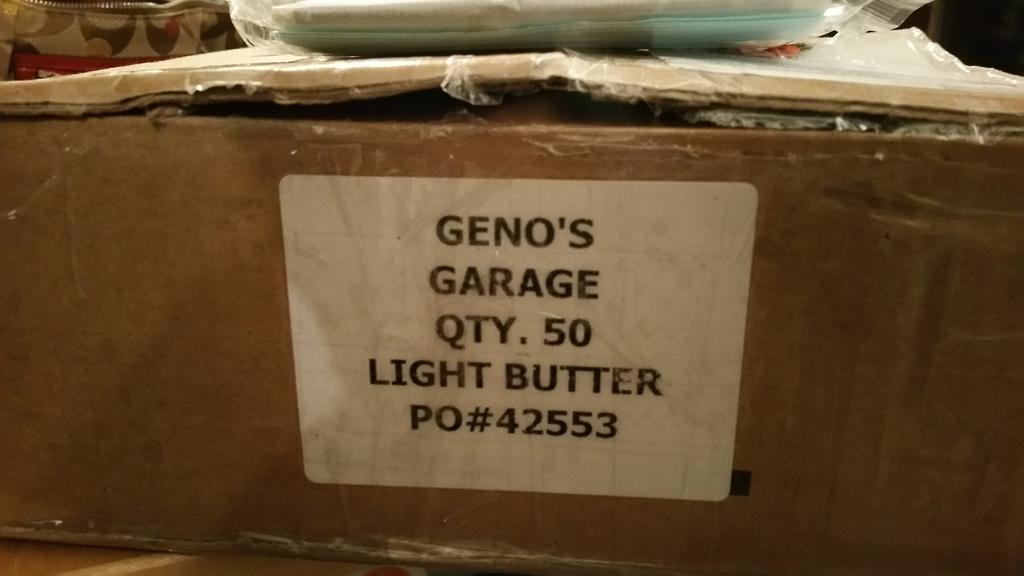 GENO'S
GARAGE
QTY. 50
LIGHT BUTTER
PO#42553